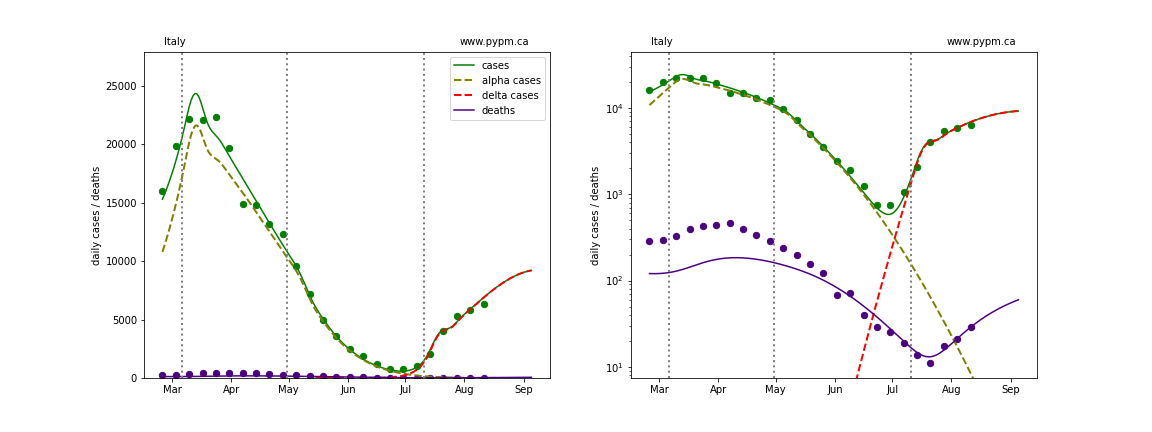 Italy www.pypm.ca
25000
20000
15000
10000
5000
0
daily cases / deaths
cases
alpha cases
delta cases
deaths
Mar Apr May Jun Jul Aug Sep
Italy www.pypm.ca
10⁴
10³
10²
10¹
daily cases / deaths
Mar Apr May Jun Jul Aug Sep